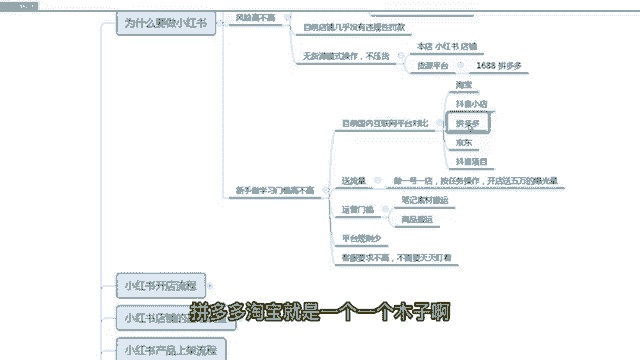 为什么要做小红书
风险高不高
目前店铺几乎没有违规性罚款
无货源模式操作，不压货
本店 小红书 店铺
货源平台
1688 拼多多
目前国内互联网平台对比
淘宝
抖音小店
拼多多
京东
抖音项目
新手做学习门槛高不高
送流量
做一号一店，按任务操作，开店送五万的曝光量
运营门槛
笔记素材搬运
商品搬运
平台规则少
客服要求不高，不需要天天盯着
小红书开店流程
小红书店铺的
拼多多淘宝就是一个一个木子啊
小红书产品上架流程